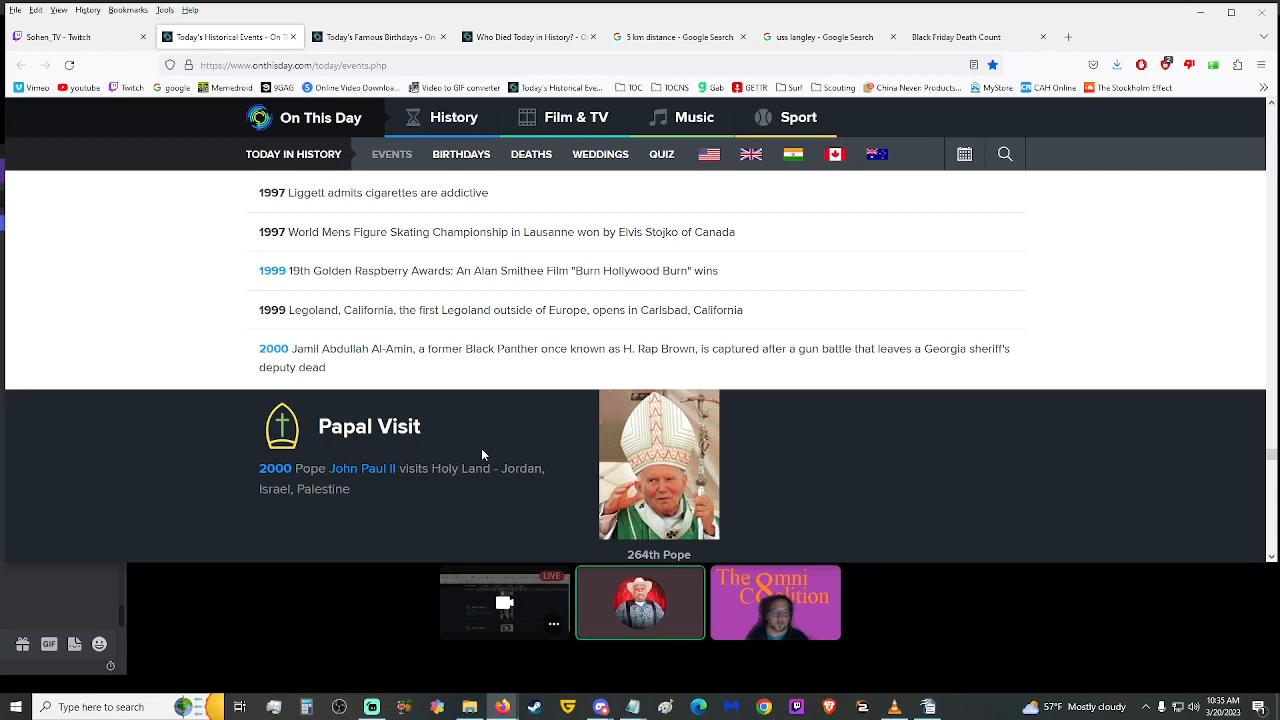 File Edit View History Bookmarks Tools Help
Sohen_TV - Twitch
Today's Historical Events - On T
Today's Famous Birthdays - On
Who Died Today in History? - O
5 km distance - Google Search
uss langley - Google Search
Black Friday Death Count
https://www.onthisday.com/today/events.php
Vimeo youtube Twitch google Memedroid 9GAG Online Video Downloa... Video to GIF converter Today's Historical Eve... TDC TOCNS Gab GETTR Surf Scouting China Never: Products... MyStore CAH Online The Stockholm Effect
On This Day History Film & TV Music Sport
TODAY IN HISTORY EVENTS BIRTHDAYS DEATHS WEDDINGS QUIZ
1997 Liggett admits cigarettes are addictive
1997 World Mens Figure Skating Championship in Lausanne won by Elvis Stojko of Canada
1999 19th Golden Raspberry Awards: An Alan Smithee Film "Burn Hollywood Burn" wins
1999 Legoland, California, the first Legoland outside of Europe, opens in Carlsbad, California
2000 Jamil Abdullah Al-Amin, a former Black Panther once known as H. Rap Brown, is captured after a gun battle that leaves a Georgia sheriff's
deputy dead
Papal Visit
2000 Pope John Paul II visits Holy Land - Jordan,
Israel, Palestine
264th Pope
LIVE
The 8mni
C8alition
GIF
Type here to search
57°F Mostly cloudy
10:35 AM
3/20/2023